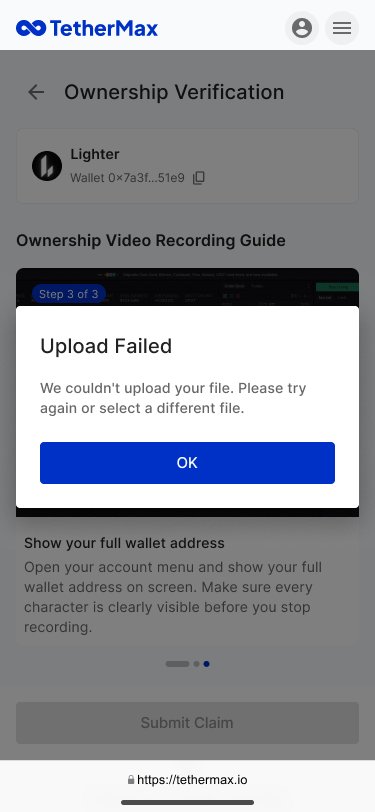 TetherMax
Ownership Verification
Lighter
Wallet 0×7a3f...51e9
Ownership Video Recording Guide
Step 3 of 3
Upload Failed
We couldn't upload your file. Please try
again or select a different file.
OK
Show your full wallet address
Open your account menu and show your full
wallet address on screen. Make sure every
character is clearly visible before you stop
recording.
Submit Claim
https://tethermax.io